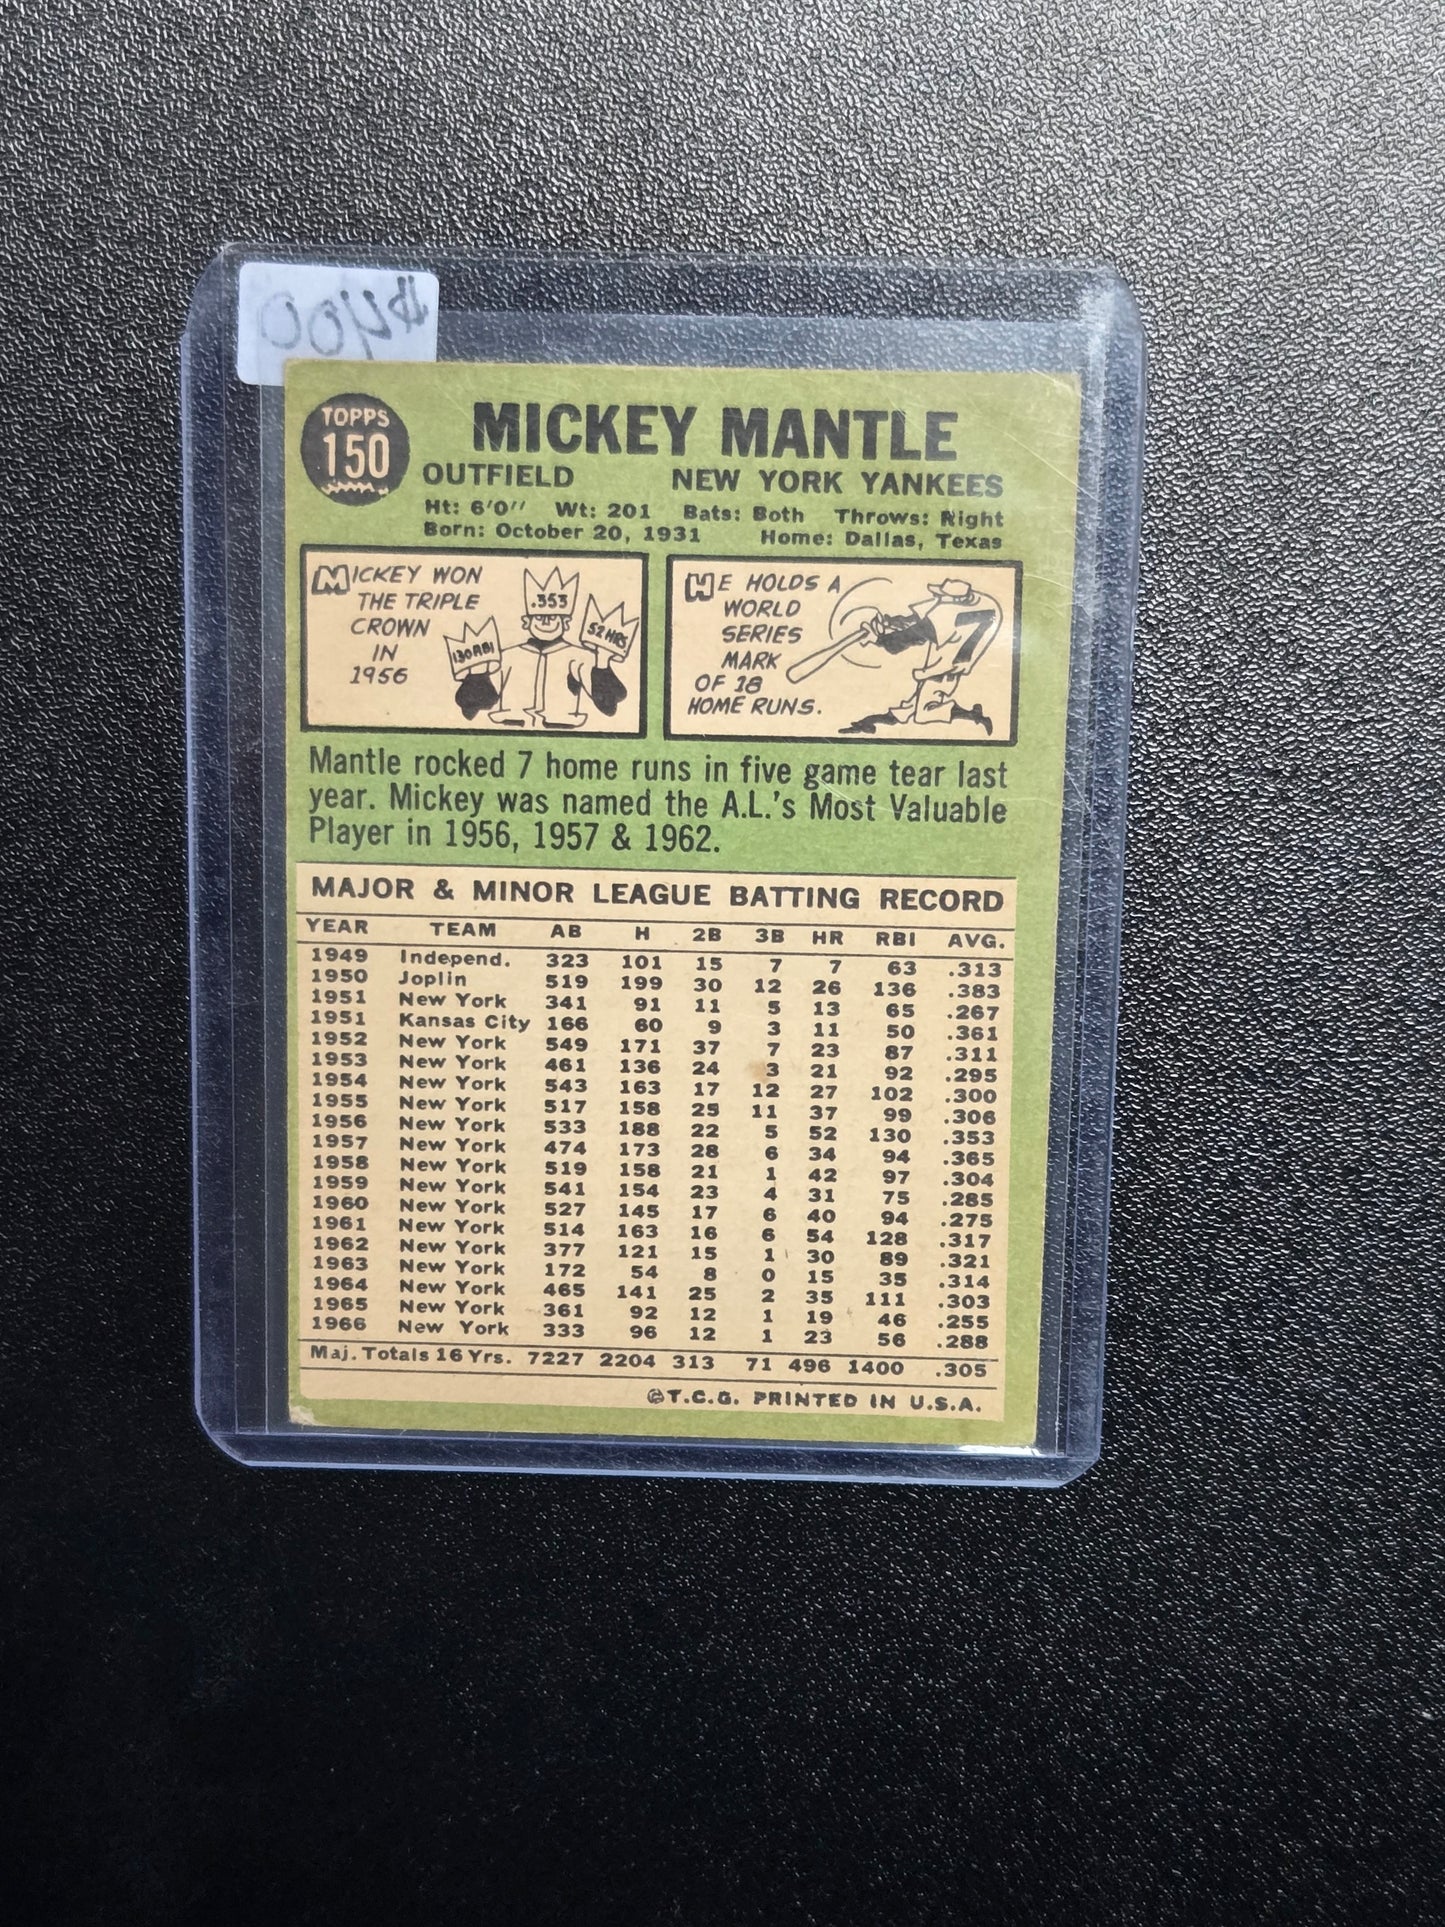 $400
TOPPS
150
MICKEY MANTLE
OUTFIELD NEW YORK YANKEES
Ht: 6'0" Wt: 201 Bats: Both Throws: Right
Born: October 20, 1931 Home: Dallas, Texas
MICKEY WON
THE TRIPLE
CROWN
IN
1956
.353
130 RBI
52 HRS
HE HOLDS A
WORLD
SERIES
MARK
OF 18
HOME RUNS.
7
Mantle rocked 7 home runs in five game tear last
year. Mickey was named the A.L.'s Most Valuable
Player in 1956, 1957 & 1962.
MAJOR & MINOR LEAGUE BATTING RECORD
YEAR TEAM AB H 2B 3B HR RBI AVG.
1949 Independ. 323 101 15 7 7 63 .313
1950 Joplin 519 199 30 12 26 136 .383
1951 New York 341 91 11 5 13 65 .267
1951 Kansas City 166 60 9 3 11 50 .361
1952 New York 549 171 37 7 23 87 .311
1953 New York 461 136 24 3 21 92 .295
1954 New York 543 163 17 12 27 102 .300
1955 New York 517 158 25 11 37 99 .306
1956 New York 533 188 22 5 52 130 .353
1957 New York 474 173 28 6 34 94 .365
1958 New York 519 158 21 1 42 97 .304
1959 New York 541 154 23 4 31 75 .285
1960 New York 527 145 17 6 40 94 .275
1961 New York 514 163 16 6 54 128 .317
1962 New York 377 121 15 1 30 89 .321
1963 New York 172 54 8 0 15 35 .314
1964 New York 465 141 25 2 35 111 .303
1965 New York 361 92 12 1 19 46 .255
1966 New York 333 96 12 1 23 56 .288
Maj. Totals 16 Yrs. 7227 2204 313 71 496 1400 .305
©T.C.G. PRINTED IN U.S.A.